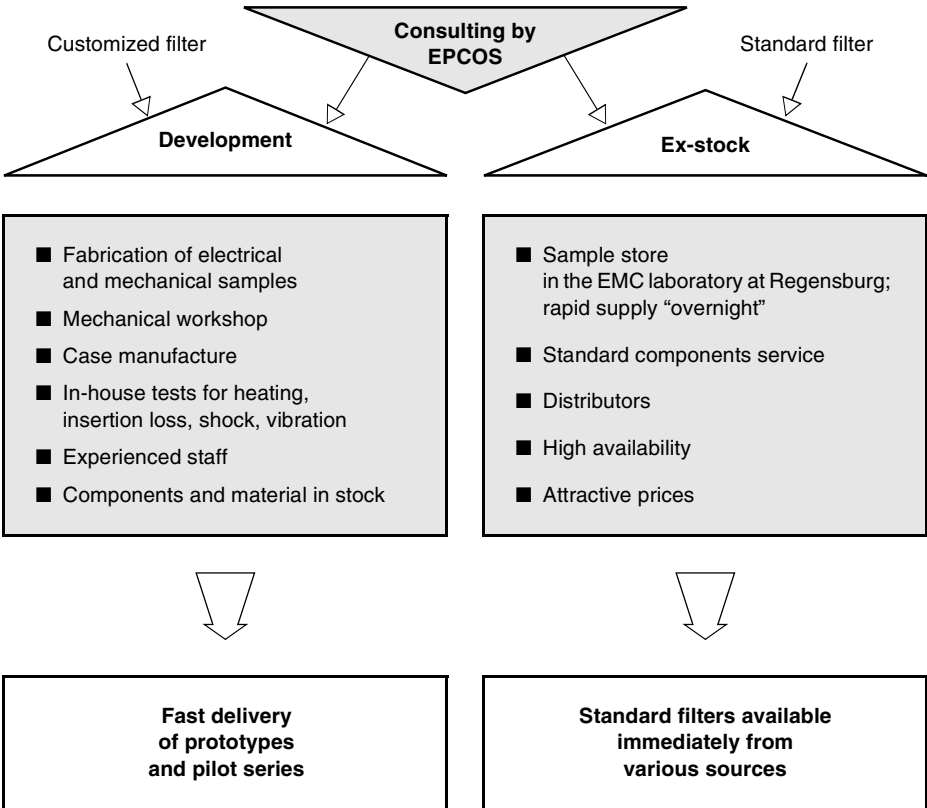 Consulting by
EPCOS
Customized filter
Standard filter
Development
Ex-stock
■ Fabrication of electrical
and mechanical samples
■ Mechanical workshop
■ Case manufacture
■ In-house tests for heating,
insertion loss, shock, vibration
■ Experienced staff
■ Components and material in stock
■ Sample store
in the EMC laboratory at Regensburg;
rapid supply “overnight”
■ Standard components service
■ Distributors
■ High availability
■ Attractive prices
Fast delivery
of prototypes
and pilot series
Standard filters available
immediately from
various sources